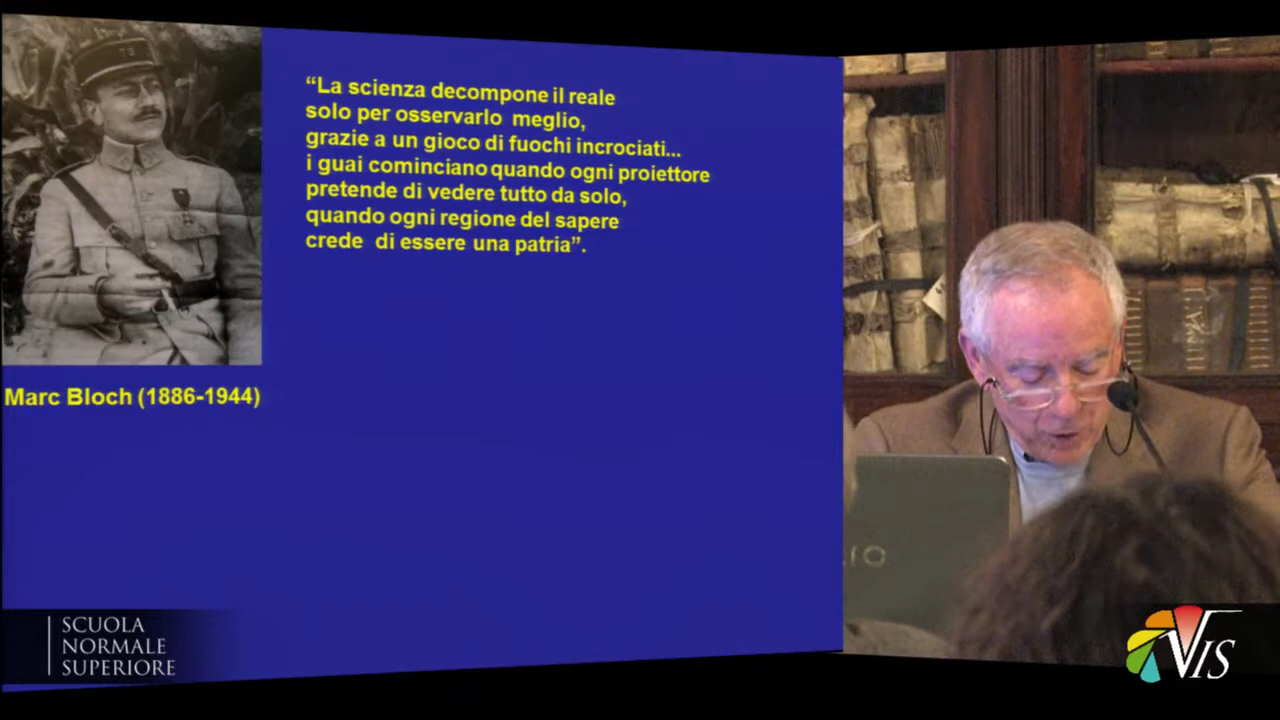 “La scienza decompone il reale
solo per osservarlo meglio,
grazie a un gioco di fuochi incrociati...
i guai cominciano quando ogni proiettore
pretende di vedere tutto da solo,
quando ogni regione del sapere
crede di essere una patria”.
Marc Bloch (1886-1944)
SCUOLA
NORMALE
SUPERIORE
VIS